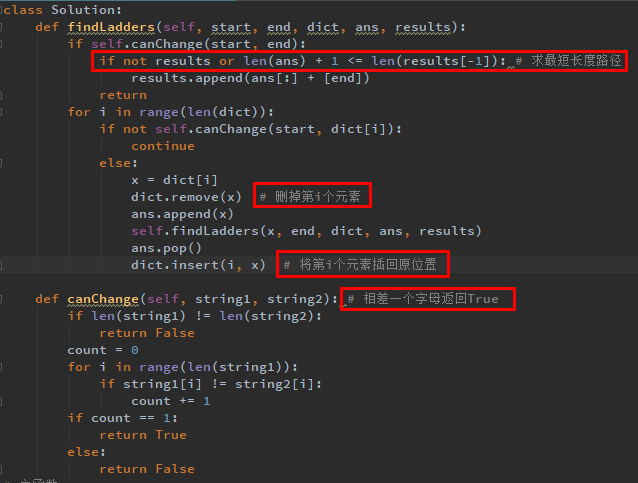 class Solution:
    def findLadders(self, start, end, dict, ans, results):
        if self.canChange(start, end):
            if not results or len(ans) + 1 <= len(results[-1]): # 求最短长度路径
                results.append(ans[:] + [end])
            return
        for i in range(len(dict)):
            if not self.canChange(start, dict[i]):
                continue
            else:
                x = dict[i]
                dict.remove(x)  # 删掉第i个元素
                ans.append(x)
                self.findLadders(x, end, dict, ans, results)
                ans.pop()
                dict.insert(i, x)  # 将第i个元素插回原位置
    def canChange(self, string1, string2): # 相差一个字母返回True
        if len(string1) != len(string2):
            return False
        count = 0
        for i in range(len(string1)):
            if string1[i] != string2[i]:
                count += 1
        if count == 1:
            return True
        else:
            return False